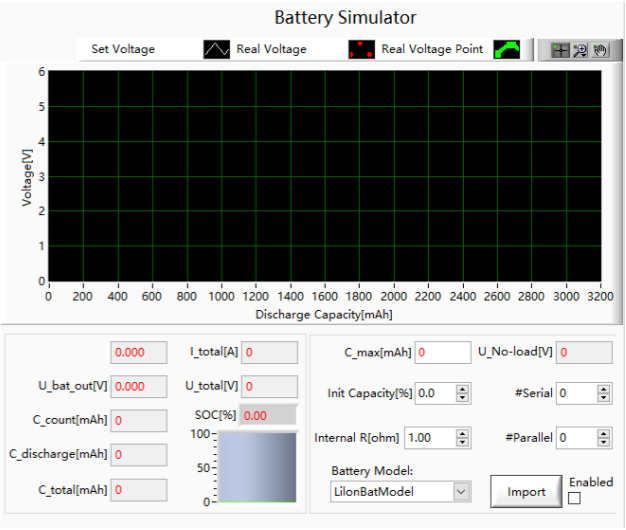 Battery Simulator
Set Voltage Real Voltage Real Voltage Point
6
5
4
3
2
1
0
Voltage[V]
0 200 400 600 800 1000 1200 1400 1600 1800 2000 2200 2400 2600 2800 3000 3200
Discharge Capacity[mAh]
0.000 I_total[A] 0
U_bat_out[V] 0.000 U_total[V] 0
C_count[mAh] 0 SOC[%] 0.00
C_discharge[mAh] 0
C_total[mAh] 0
100
50
0
C_max[mAh] 0 U_No-load[V] 0
Init Capacity[%] 0.0 #Serial 0
Internal R[ohm] 1.00 #Parallel 0
Battery Model:
LiIonBatModel Import Enabled